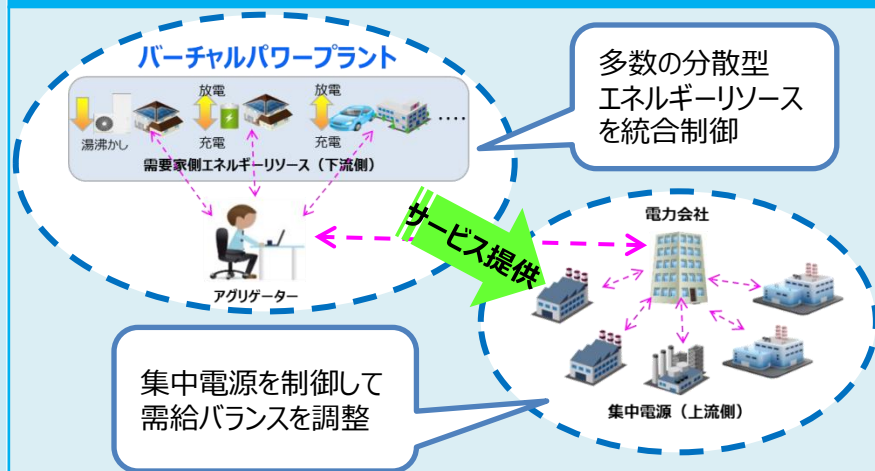 バーチャルパワープラント
放電
放電
湯沸かし
充電
充電
‥‥
需要家側エネルギーリソース（下流側）
アグリゲーター
多数の分散型
エネルギーリソース
を統合制御
サービス提供
電力会社
集中電源（上流側）
集中電源を制御して
需給バランスを調整